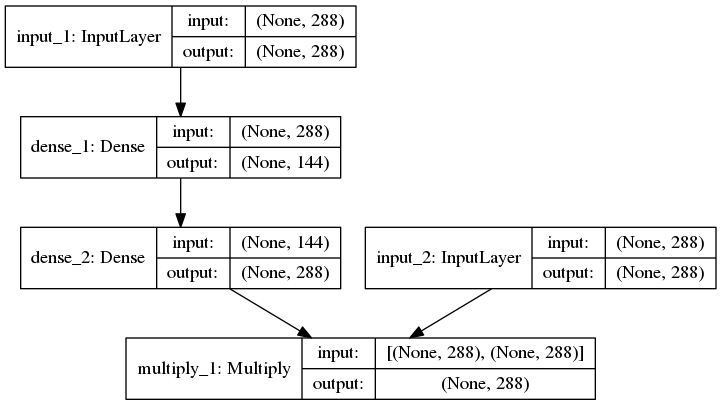 input_1: InputLayer
input: (None, 288)
output: (None, 288)
dense_1: Dense
input: (None, 288)
output: (None, 144)
dense_2: Dense
input: (None, 144)
output: (None, 288)
input_2: InputLayer
input: (None, 288)
output: (None, 288)
multiply_1: Multiply
input: [(None, 288), (None, 288)]
output: (None, 288)